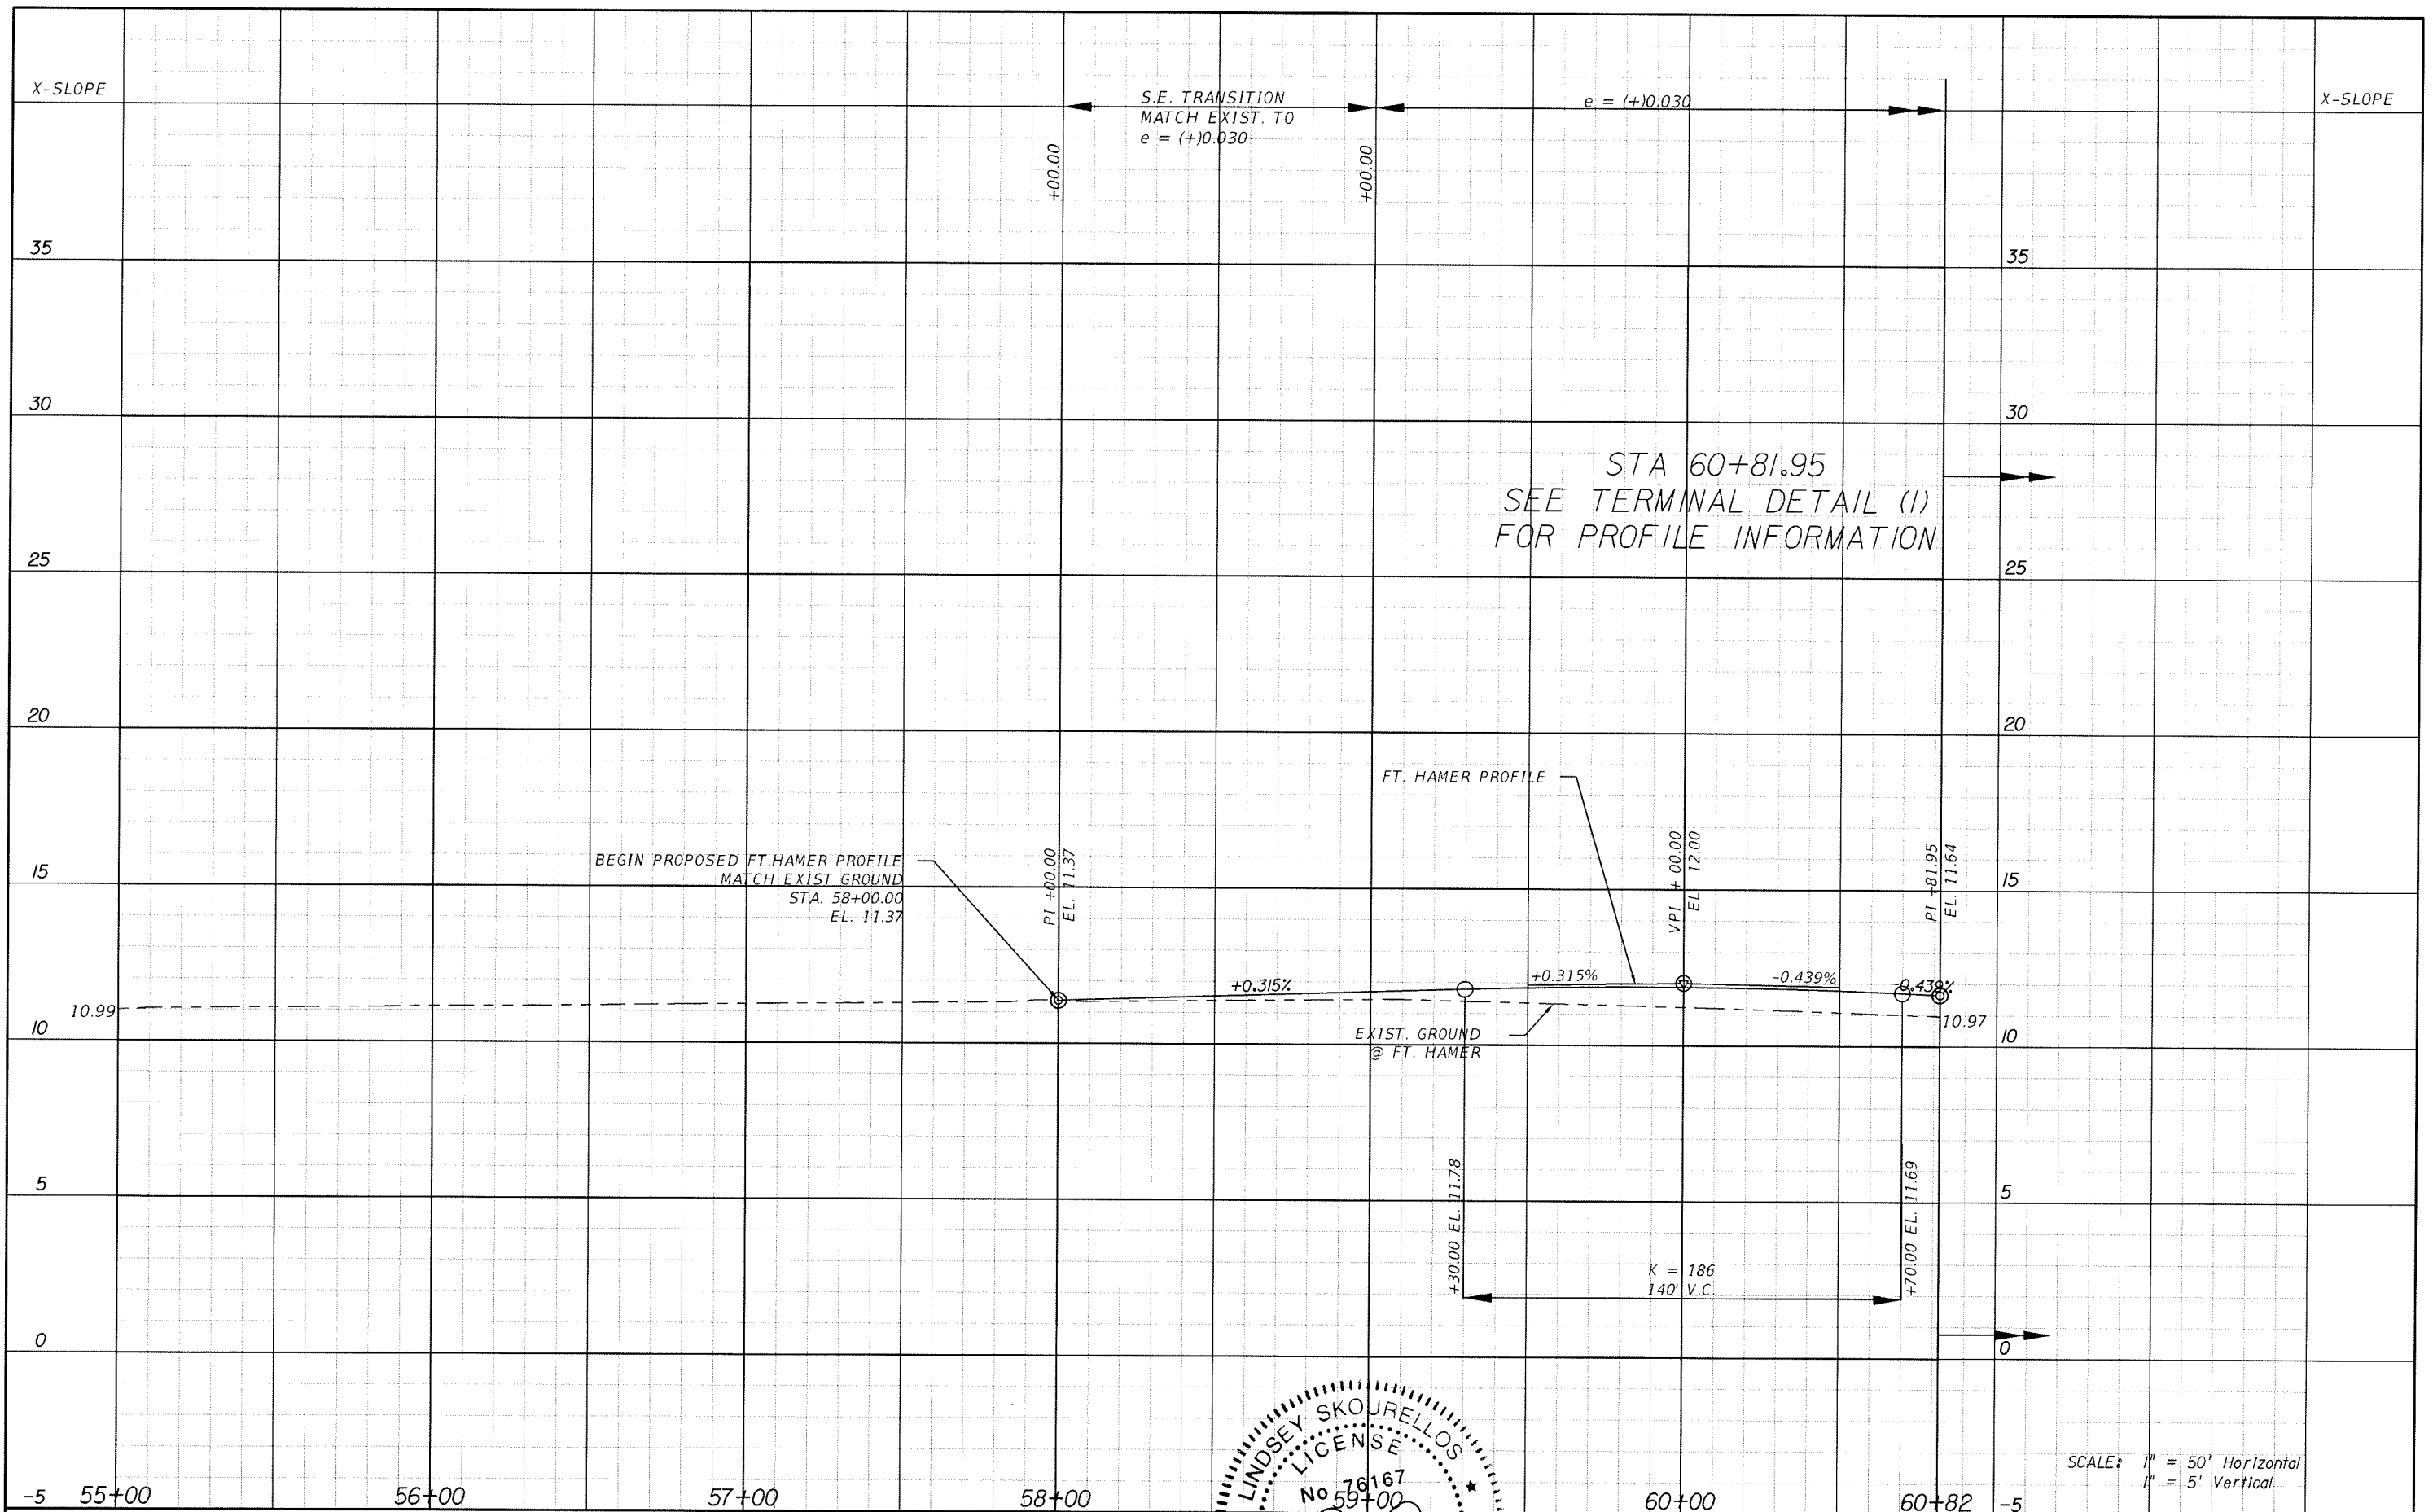 X-SLOPE
S.E. TRANSITION
MATCH EXIST. TO
e = (+)0.030
e = (+)0.030
X-SLOPE
+00.00
+00.00
35
35
30
30
STA 60+81.95
SEE TERMINAL DETAIL (1)
FOR PROFILE INFORMATION
25
25
20
20
FT. HAMER PROFILE
BEGIN PROPOSED FT.HAMER PROFILE
MATCH EXIST GROUND
STA. 58+00.00
EL. 11.37
PI +00.00
EL. 11.37
VPI + 00.00
EL 12.00
PI +81.95
EL. 11.64
15
15
+0.315%
+0.315%
-0.439%
-0.439%
10.99
10.97
10
10
EXIST. GROUND
@ FT. HAMER
5
5
+30.00 EL. 11.78
+70.00 EL. 11.69
K = 186
140' V.C.
0
0
LINDSEY SKOURELLOS
LICENSE
No 76167
SCALE: 1" = 50' Horizontal
1" = 5' Vertical
-5 55+00 56+00 57+00 58+00 59+00 60+00 60+82 -5